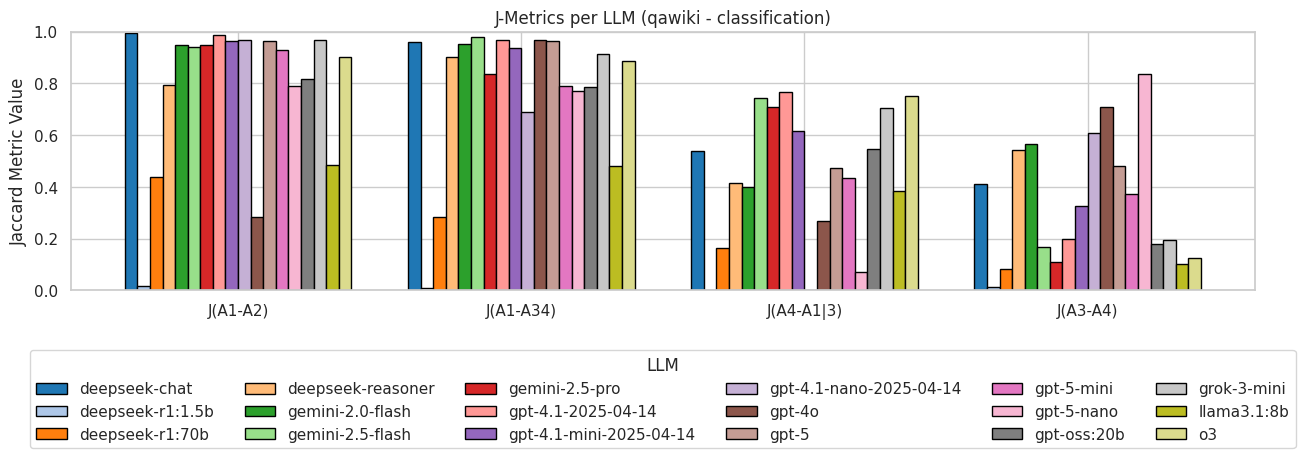 J-Metrics per LLM (qawiki - classification)
Jaccard Metric Value
1.0
0.8
0.6
0.4
0.2
0.0
J(A1-A2) J(A1-A34) J(A4-A1|3) J(A3-A4)
LLM
deepseek-chat deepseek-reasoner gemini-2.5-pro gpt-4.1-nano-2025-04-14 gpt-5-mini grok-3-mini
deepseek-r1:1.5b gemini-2.0-flash gpt-4.1-2025-04-14 gpt-4o gpt-5-nano llama3.1:8b
deepseek-r1:70b gemini-2.5-flash gpt-4.1-mini-2025-04-14 gpt-5 gpt-oss:20b o3